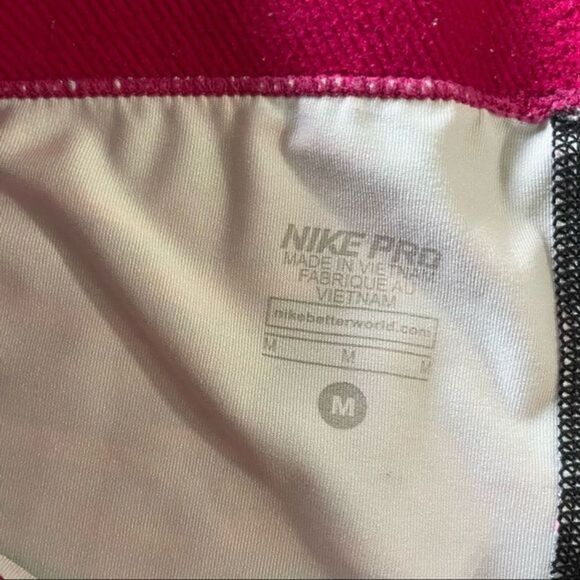 NIKE PRO
MADE IN VIETNAM
FABRIQUE AU
VIETNAM
nikebetterworld.com
M M M
M